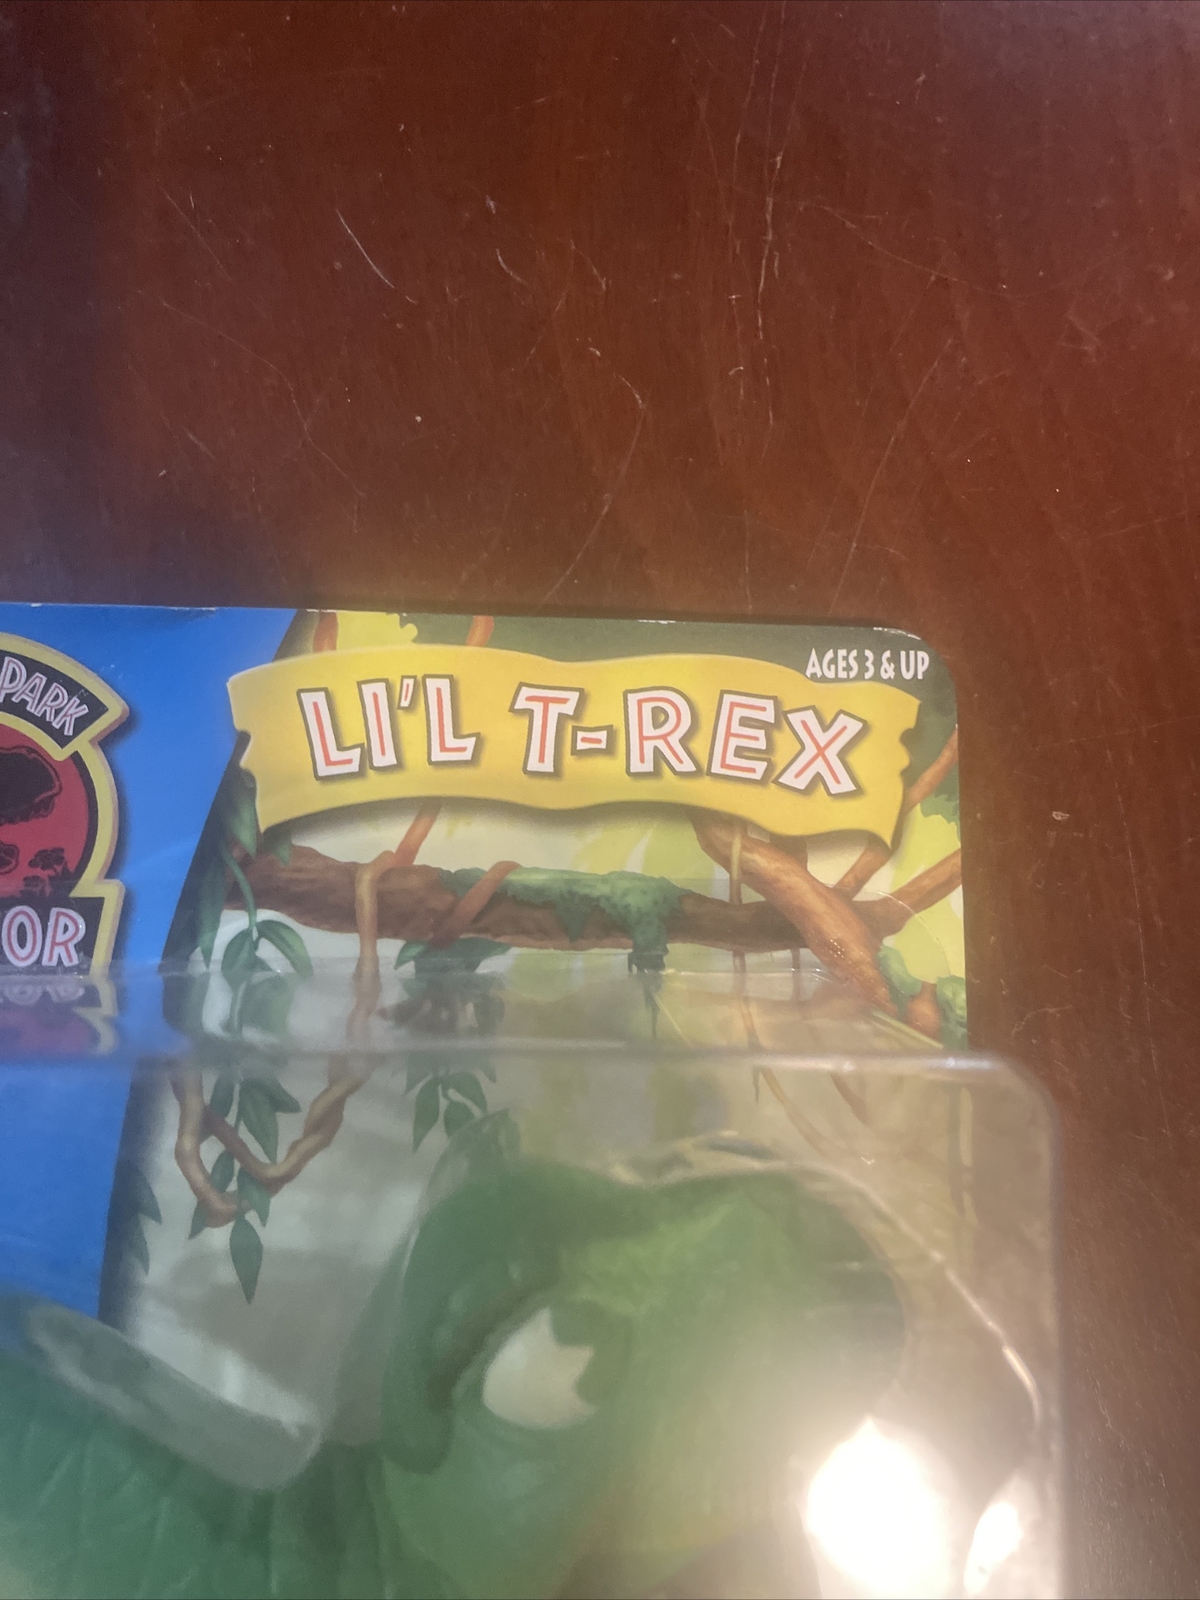 AGES 3 & UP
LI'L T-REX
PARK
OR